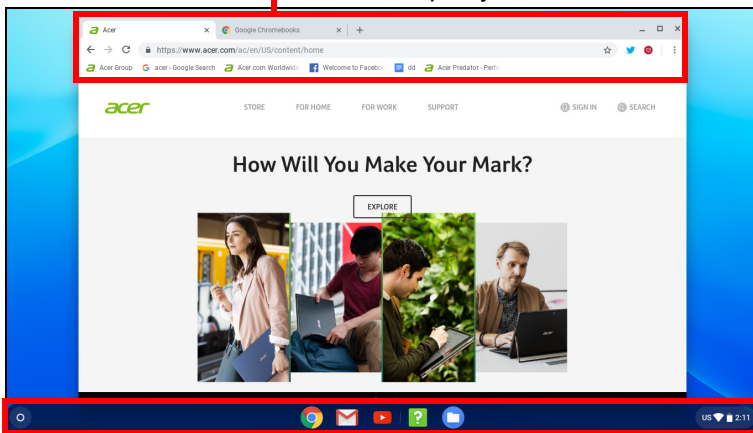 Acer
Google Chromebooks
https://www.acer.com/ac/en/US/content/home
Acer Group acer - Google Search Acer.com Worldwide Welcome to Facebo dd Acer Predator - Perfo
acer STORE FOR HOME FOR WORK SUPPORT SIGN IN SEARCH
How Will You Make Your Mark?
EXPLORE
US 2:11